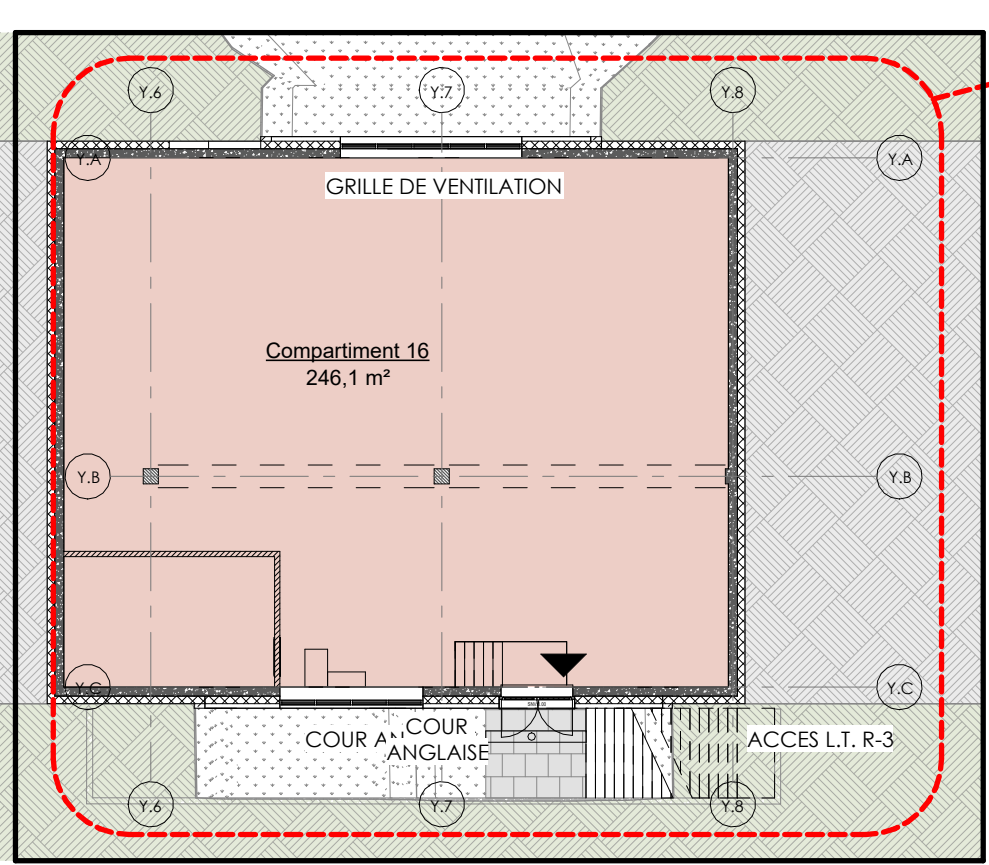 Y.6
Y.7
Y.8
Y.A
Y.A
GRILLE DE VENTILATION
Compartiment 16
246,1 m²
Y.B
Y.B
Y.C
Y.C
COUR
COUR
ANGLAISE
ACCES L.T. R-3
Y.6
Y.7
Y.8